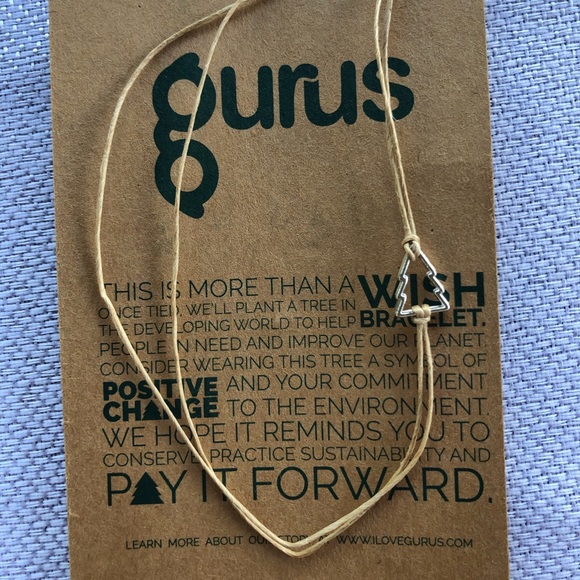 gurus
THIS IS MORE THAN A WISH
ONCE TIED, WE'LL PLANT A TREE IN
THE DEVELOPING WORLD TO HELP BRACELET.
PEOPLE IN NEED AND IMPROVE OUR PLANET.
CONSIDER WEARING THIS TREE A SYMBOL OF
POSITIVE AND YOUR COMMITMENT
CHANGE TO THE ENVIRONMENT.
WE HOPE IT REMINDS YOU TO
CONSERVE, PRACTICE SUSTAINABILITY AND
PAY IT FORWARD.
LEARN MORE ABOUT OUR STORY AT WWW.ILOVEGURUS.COM